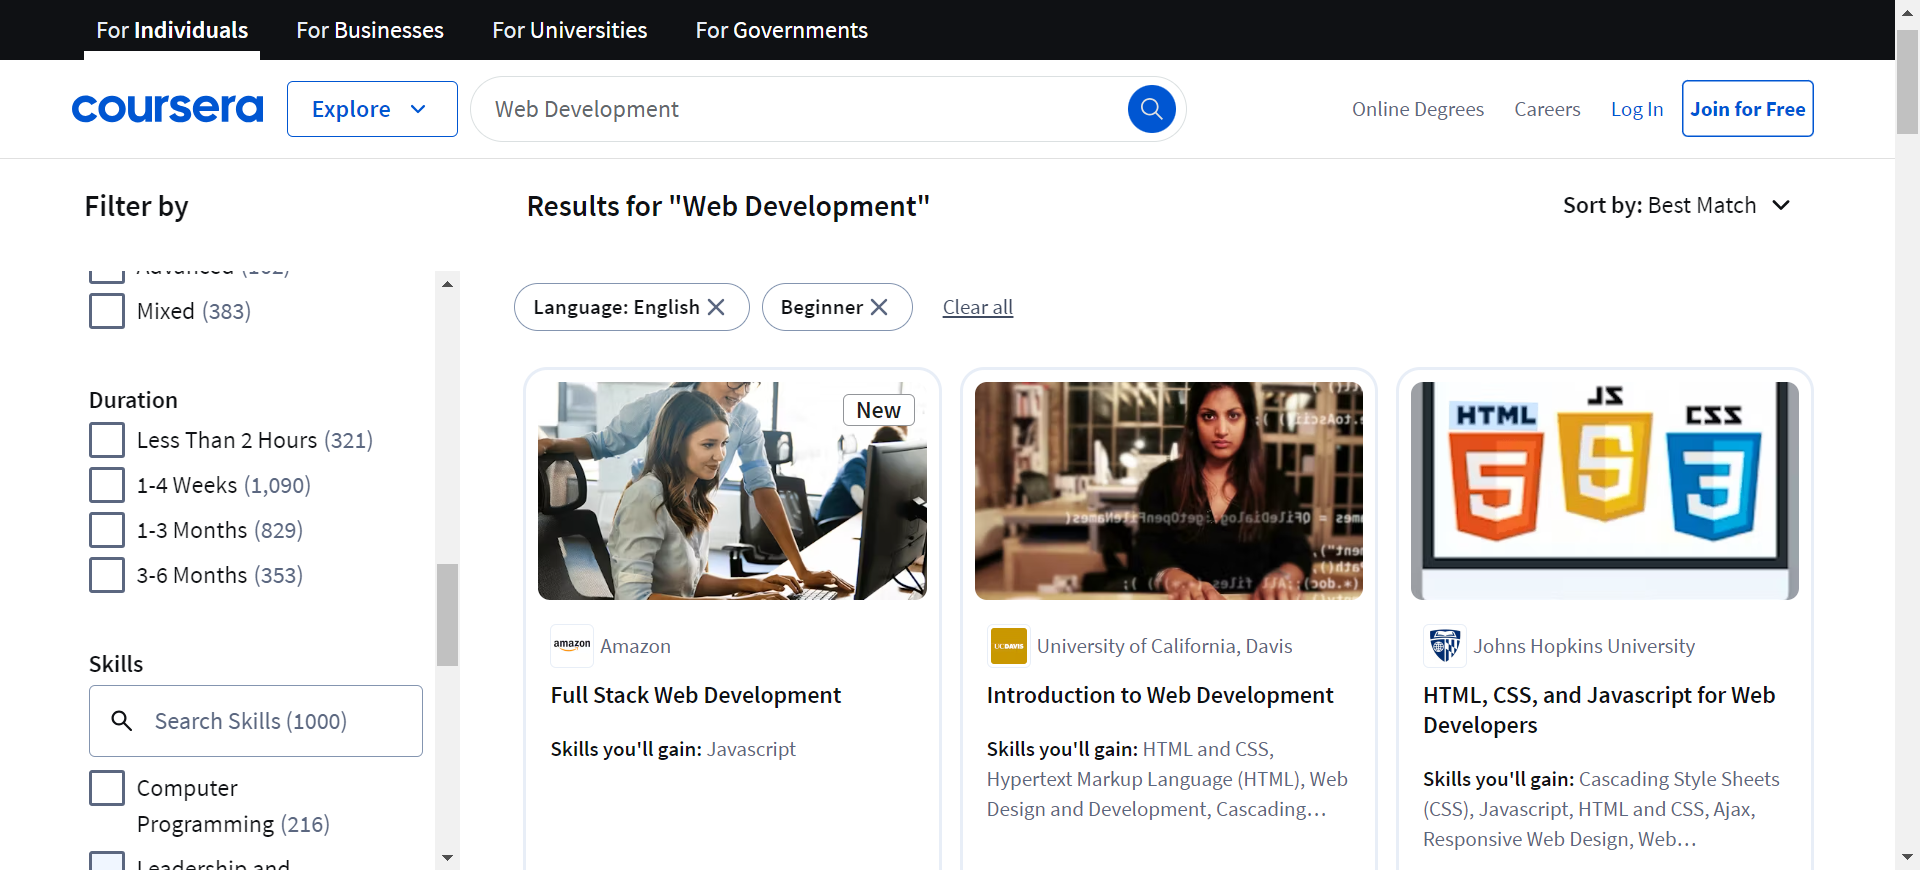 For Individuals
For Businesses
For Universities
For Governments
coursera
Explore
Web Development
Online Degrees
Careers
Log In
Join for Free
Filter by
Results for "Web Development"
Sort by: Best Match
Advanced (162)
Mixed (383)
Language: English
Beginner
Clear all
Duration
Less Than 2 Hours (321)
1-4 Weeks (1,090)
1-3 Months (829)
3-6 Months (353)
Skills
Search Skills (1000)
Computer
Programming (216)
Leadership and
New
amazon
Amazon
Full Stack Web Development
Skills you'll gain: Javascript
UCDAVIS
University of California, Davis
Introduction to Web Development
Skills you'll gain: HTML and CSS,
Hypertext Markup Language (HTML), Web
Design and Development, Cascading...
HTML
JS
CSS
5
5
3
Johns Hopkins University
HTML, CSS, and Javascript for Web
Developers
Skills you'll gain: Cascading Style Sheets
(CSS), Javascript, HTML and CSS, Ajax,
Responsive Web Design, Web...